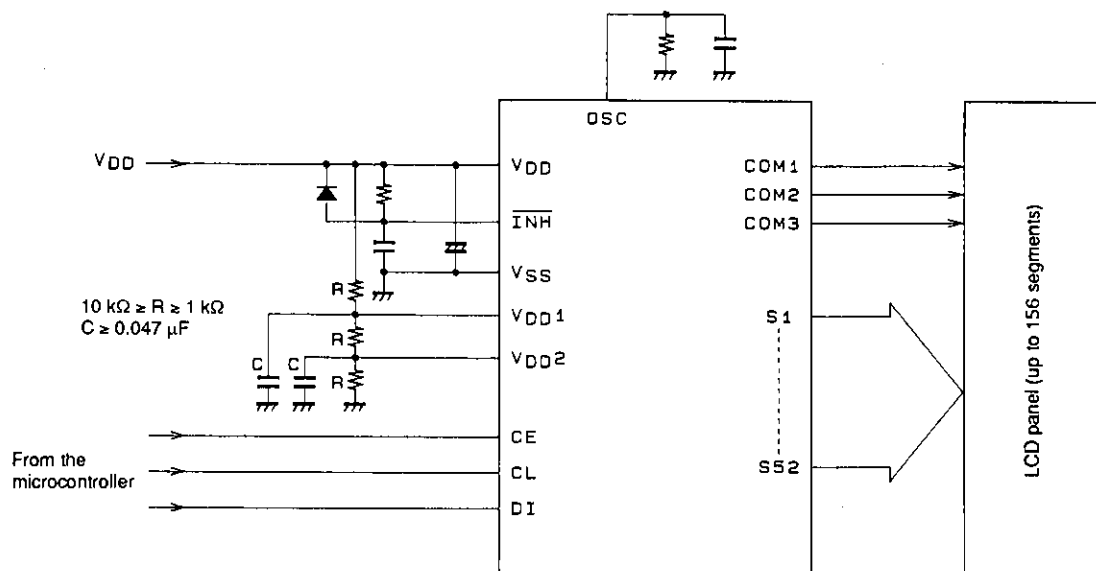 OSC
VDD
VDD
INH
VSS
R
10 kΩ ≥ R ≥ 1 kΩ
C ≥ 0.047 μF
VDD1
R
VDD2
C
C
R
CE
From the
microcontroller
CL
DI
COM1
COM2
COM3
S1
S52
LCD panel (up to 156 segments)